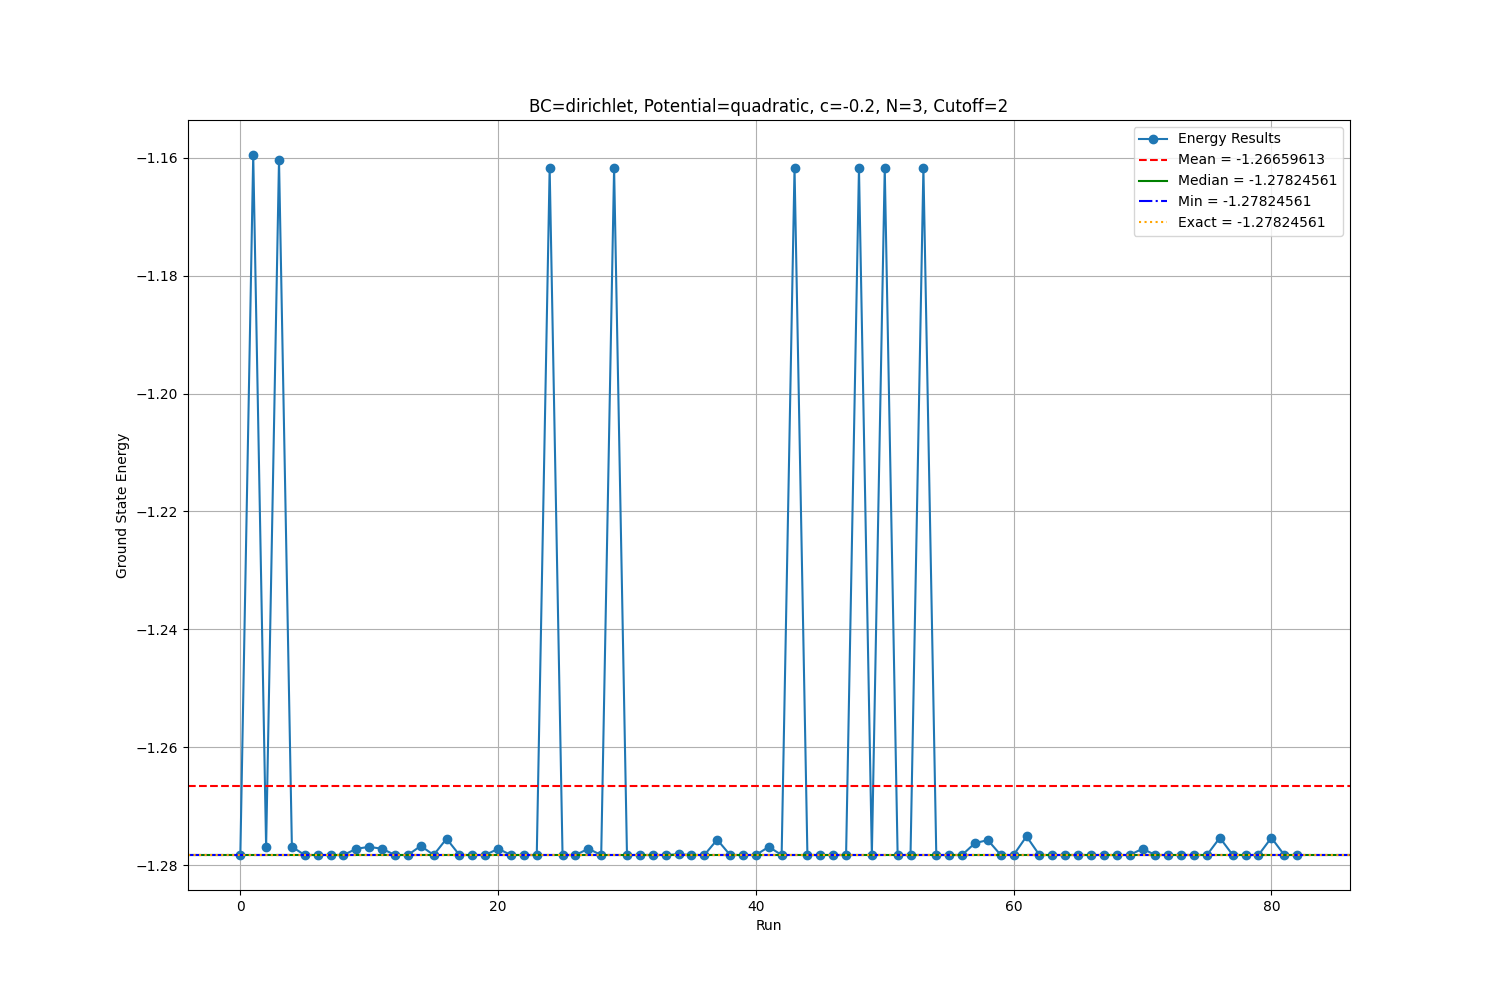 BC=dirichlet, Potential=quadratic, c=-0.2, N=3, Cutoff=2
Energy Results
Mean = -1.26659613
Median = -1.27824561
Min = -1.27824561
Exact = -1.27824561
Ground State Energy
−1.16
−1.18
−1.20
−1.22
−1.24
−1.26
−1.28
0
20
40
60
80
Run